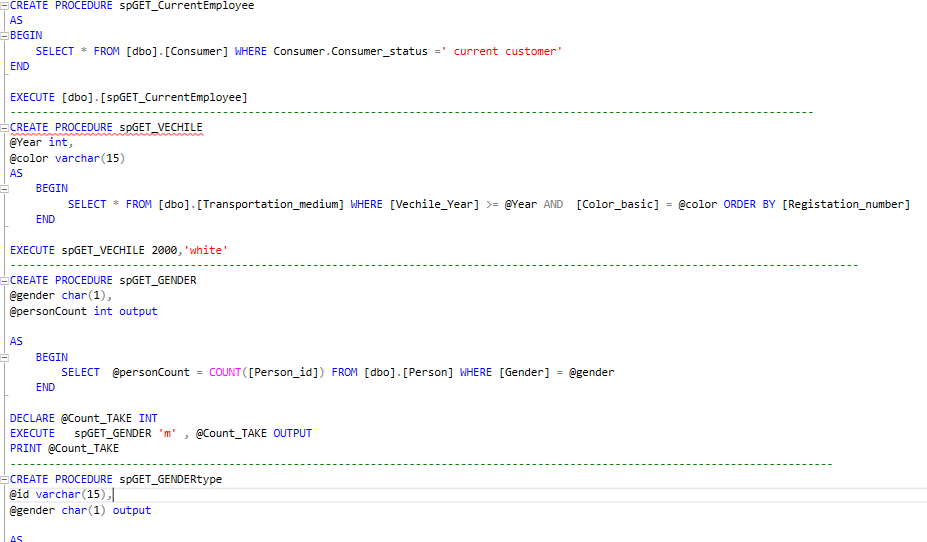 CREATE PROCEDURE spGET_CurrentEmployee
AS
BEGIN
SELECT * FROM [dbo].[Consumer] WHERE Consumer.Consumer_status =' current customer'
END
EXECUTE [dbo].[spGET_CurrentEmployee]
--------------------------------------------------------------------------------------------------------------------------
CREATE PROCEDURE spGET_VECHILE
@Year int,
@color varchar(15)
AS
BEGIN
SELECT * FROM [dbo].[Transportation_medium] WHERE [Vechile_Year] >= @Year AND  [Color_basic] = @color ORDER BY [Registation_number]
END
EXECUTE spGET_VECHILE 2000,'white'
---------------------------------------------------------------------------------------------------------------------------------
CREATE PROCEDURE spGET_GENDER
@gender char(1),
@personCount int output
AS
BEGIN
SELECT  @personCount = COUNT([Person_id]) FROM [dbo].[Person] WHERE [Gender] = @gender
END
DECLARE @Count_TAKE INT
EXECUTE   spGET_GENDER 'm' , @Count_TAKE OUTPUT
PRINT @Count_TAKE
-----------------------------------------------------------------------------------------------------------------------------
CREATE PROCEDURE spGET_GENDERtype
@id varchar(15),
@gender char(1) output
AS